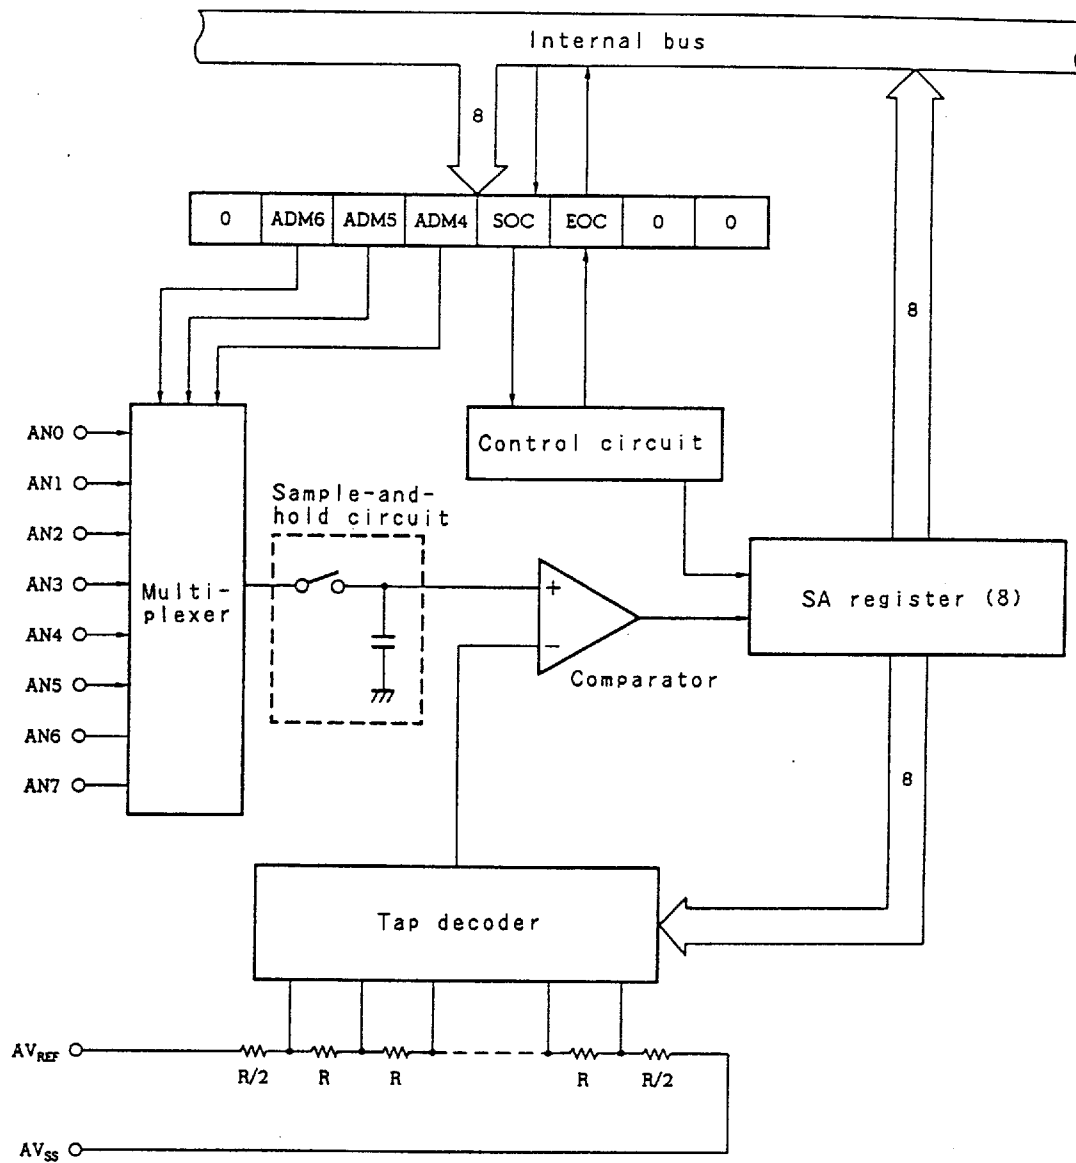 Internal bus
8
0 ADM6 ADM5 ADM4 SOC EOC 0 0
8
Control circuit
AN0
AN1
AN2
AN3
AN4
AN5
AN6
AN7
Multi-
plexer
Sample-and-
hold circuit
+
−
Comparator
SA register (8)
8
Tap decoder
AVREF
R/2 R R R R/2
AVSS